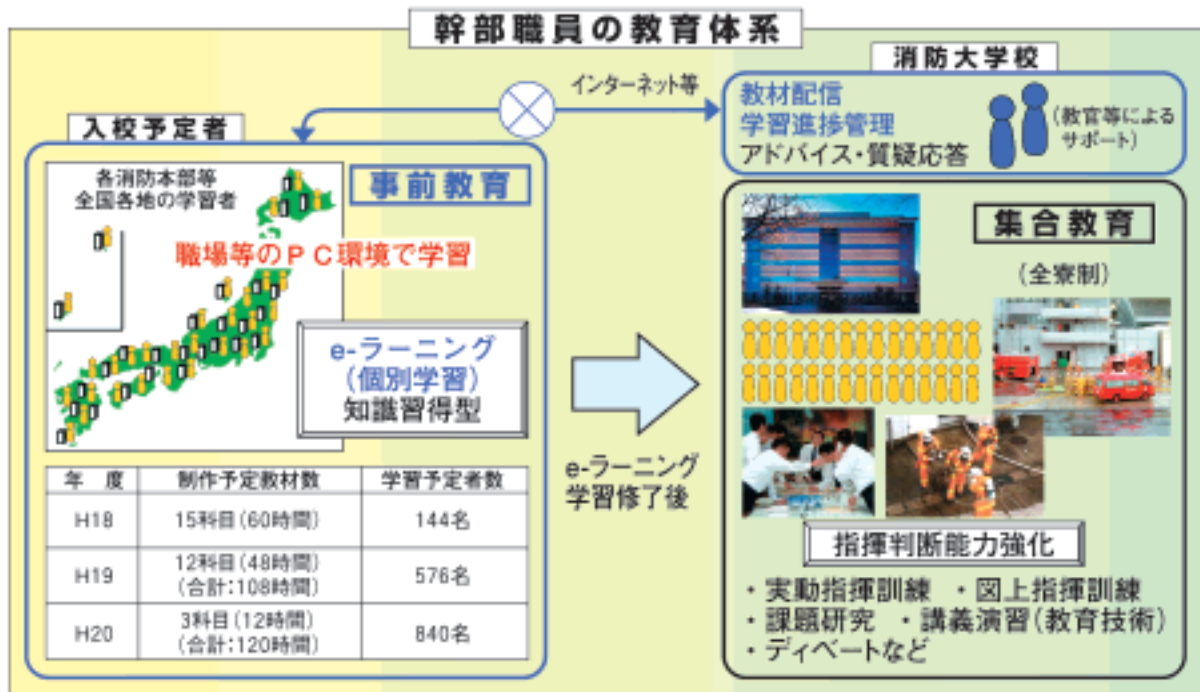 幹部職員の教育体系
消防大学校
インターネット等
教材配信
学習進捗管理
アドバイス・質疑応答
(教官等による
サポート)
入校予定者
各消防本部等
全国各地の学習者
事前教育
職場等のPC環境で学習
e-ラーニング
(個別学習)
知識習得型
年 度 制作予定教材数 学習予定者数
H18 15科目(60時間) 144名
H19 12科目(48時間)
(合計:108時間) 576名
H20 3科目(12時間)
(合計:120時間) 840名
e-ラーニング
学習修了後
集合教育
(全寮制)
指揮判断能力強化
・実動指揮訓練 ・図上指揮訓練
・課題研究 ・講義演習(教育技術)
・ディベートなど